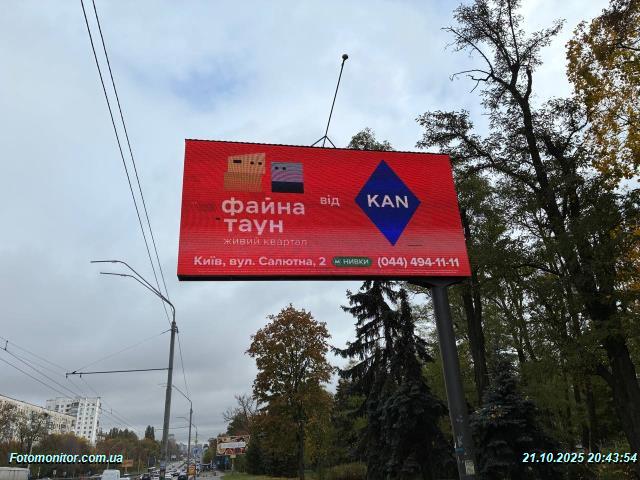 файна
таун
живий квартал
від
KAN
Київ, вул. Салютна, 2 М НИВКИ (044) 494-11-11
Fotomonitor.com.ua
21.10.2025 20:43:54